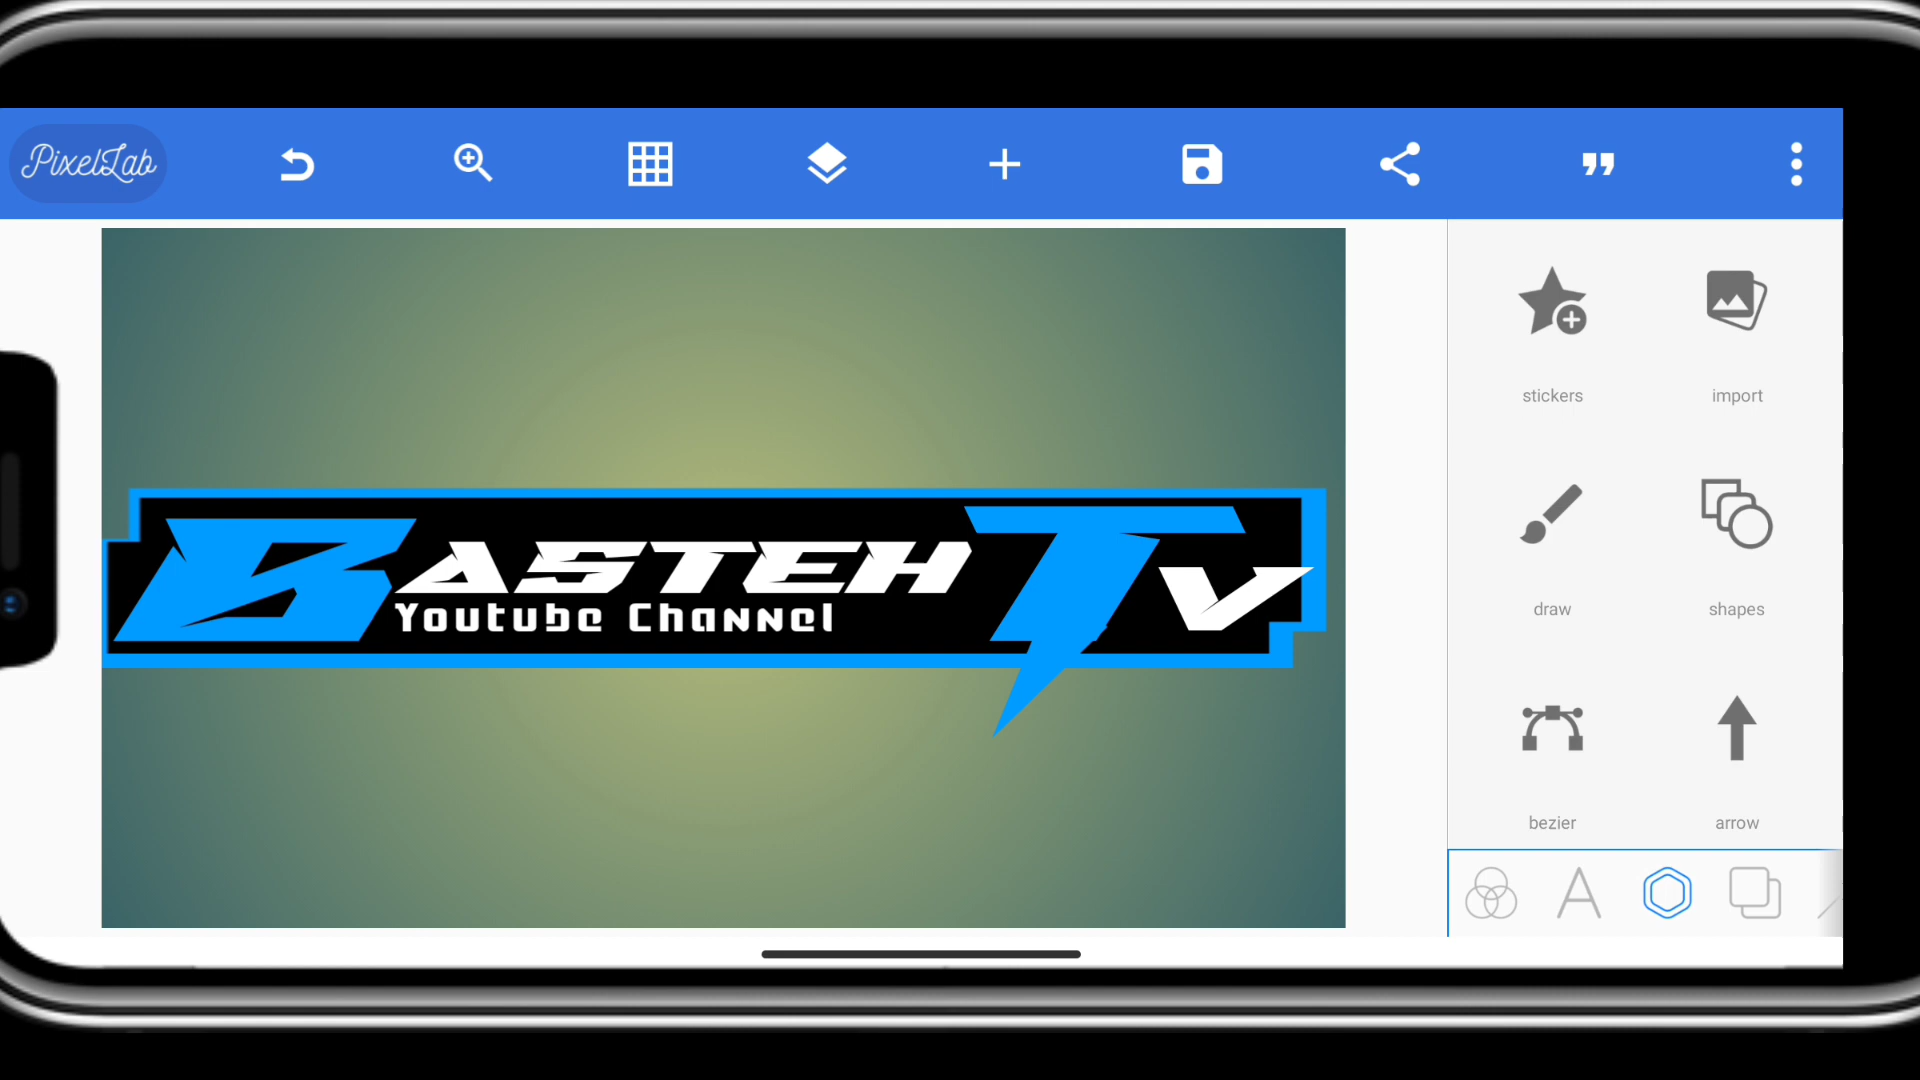 PixelLab
stickers
import
BASTEH TV
Youtube Channel
draw
shapes
bezier
arrow